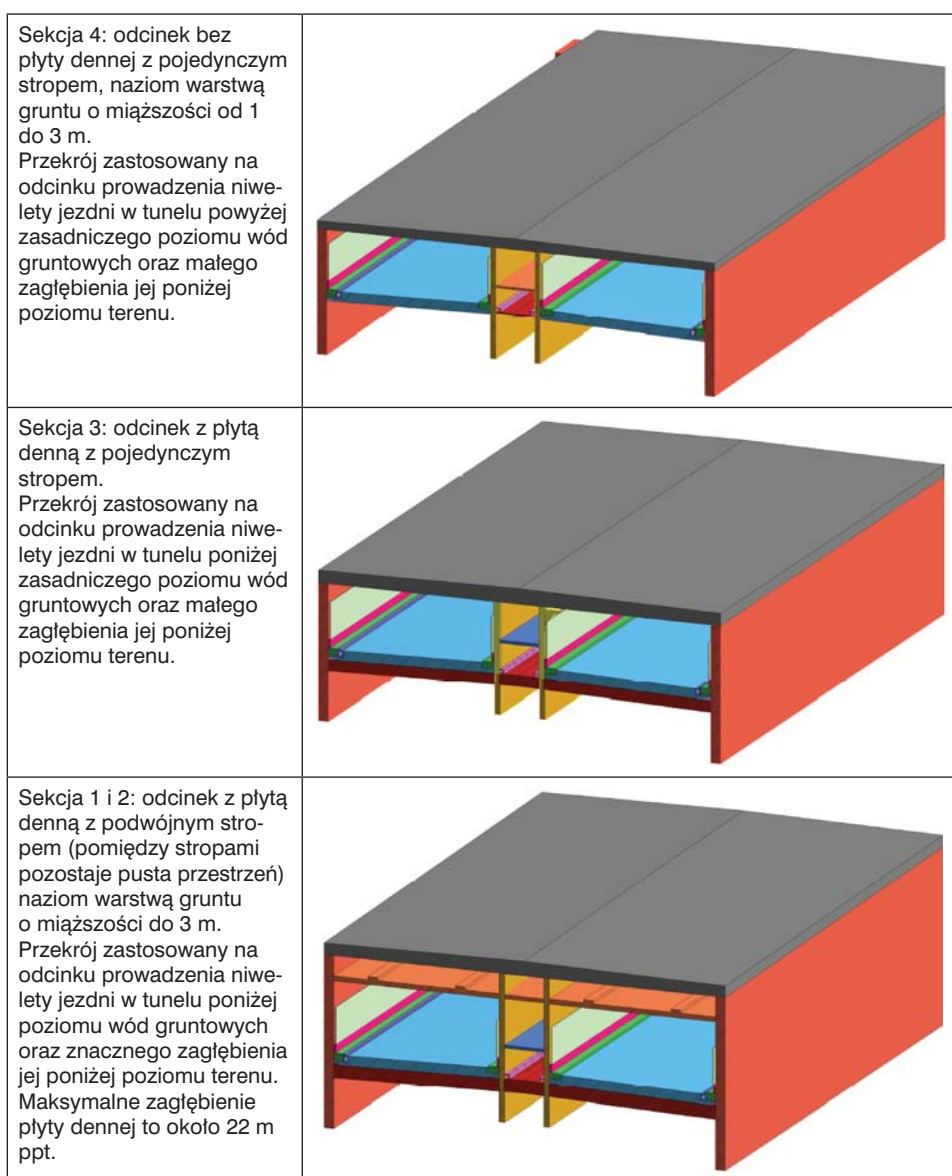 Sekcja 4: odcinek bez
płyty dennej z pojedynczym
stropem, naziom warstwą
gruntu o miąższości od 1
do 3 m.
Przekrój zastosowany na
odcinku prowadzenia niwe-
lety jezdni w tunelu powyżej
zasadniczego poziomu wód
gruntowych oraz małego
zagłębienia jej poniżej
poziomu terenu.
Sekcja 3: odcinek z płytą
denną z pojedynczym
stropem.
Przekrój zastosowany na
odcinku prowadzenia niwe-
lety jezdni w tunelu poniżej
zasadniczego poziomu wód
gruntowych oraz małego
zagłębienia jej poniżej
poziomu terenu.
Sekcja 1 i 2: odcinek z płytą
denną z podwójnym stro-
pem (pomiędzy stropami
pozostaje pusta przestrzeń)
naziom warstwą gruntu
o miąższości do 3 m.
Przekrój zastosowany na
odcinku prowadzenia niwe-
lety jezdni w tunelu poniżej
poziomu wód gruntowych
oraz znacznego zagłębienia
jej poniżej poziomu terenu.
Maksymalne zagłębienie
płyty dennej to około 22 m
ppt.